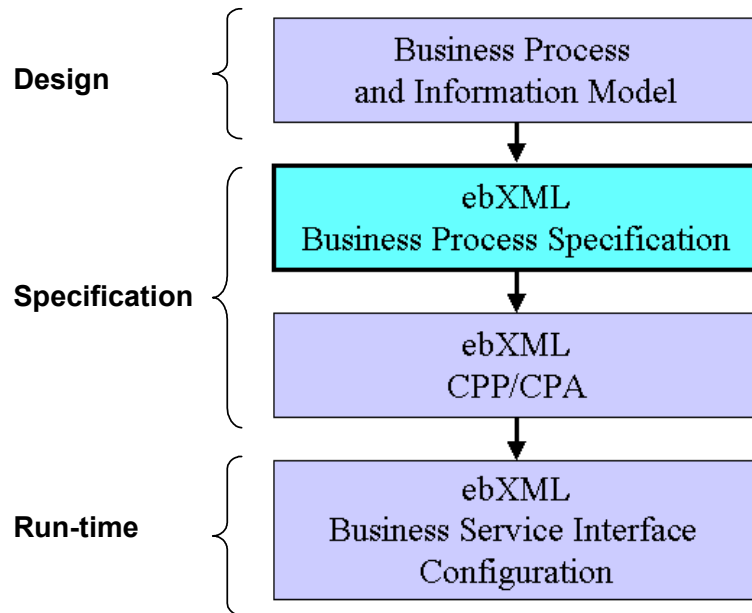 Design
Business Process
and Information Model
Specification
ebXML
Business Process Specification
ebXML
CPP/CPA
Run-time
ebXML
Business Service Interface
Configuration